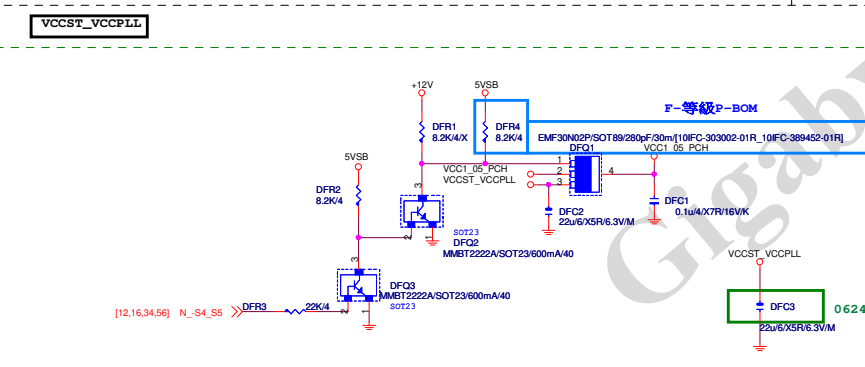 VCCST_VCCPLL
+12V
5VSB
F-等級P-BOM
DFR1
8.2K/4/X
DFR4
8.2K/4
EMF30N02P/SOT89/280pF/30m/[10IFC-303002-01R_10IFC-389452-01R]
DFQ1
VCC1_05_PCH
5VSB
1
VCC1_05_PCH
2
4
VCCST_VCCPLL
3
DFR2
8.2K/4
3
DFC1
0.1u/4/X7R/16V/K
DFC2
22u/6/X5R/6.3V/M
2
1
SOT23
DFQ2
MMBT2222A/SOT23/600mA/40
VCCST_VCCPLL
3
DFQ3
MMBT2222A/SOT23/600mA/40
SOT23
[12,16,34,56] N_-S4_S5
DFR3
22K/4
2
1
DFC3
0624
22u/6/X5R/6.3V/M
Gigab